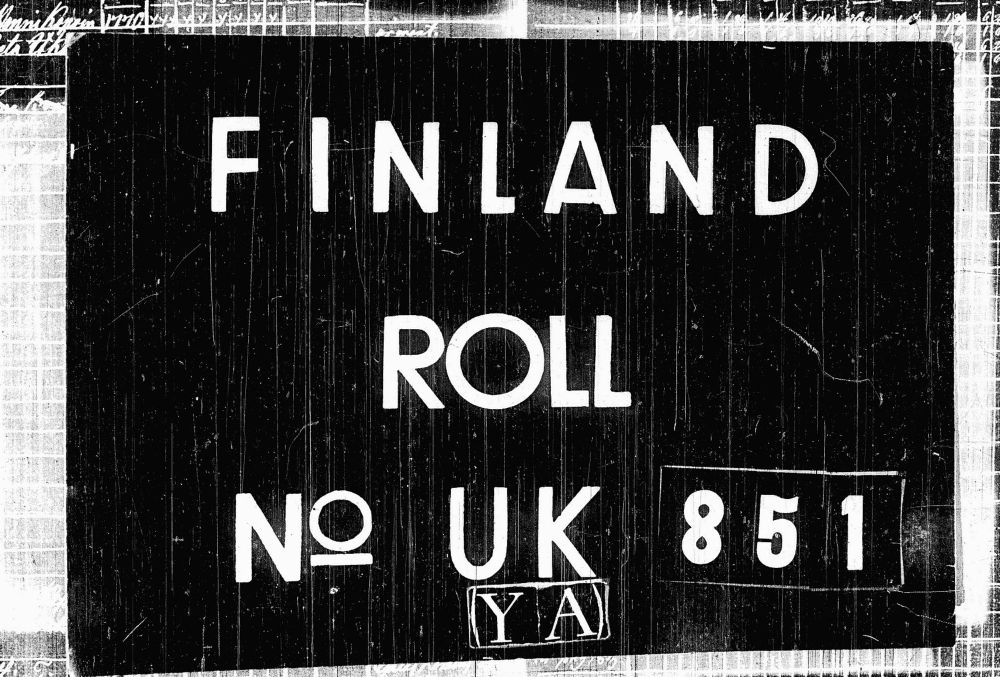 FINLAND
ROLL
Nº UK 851
YA